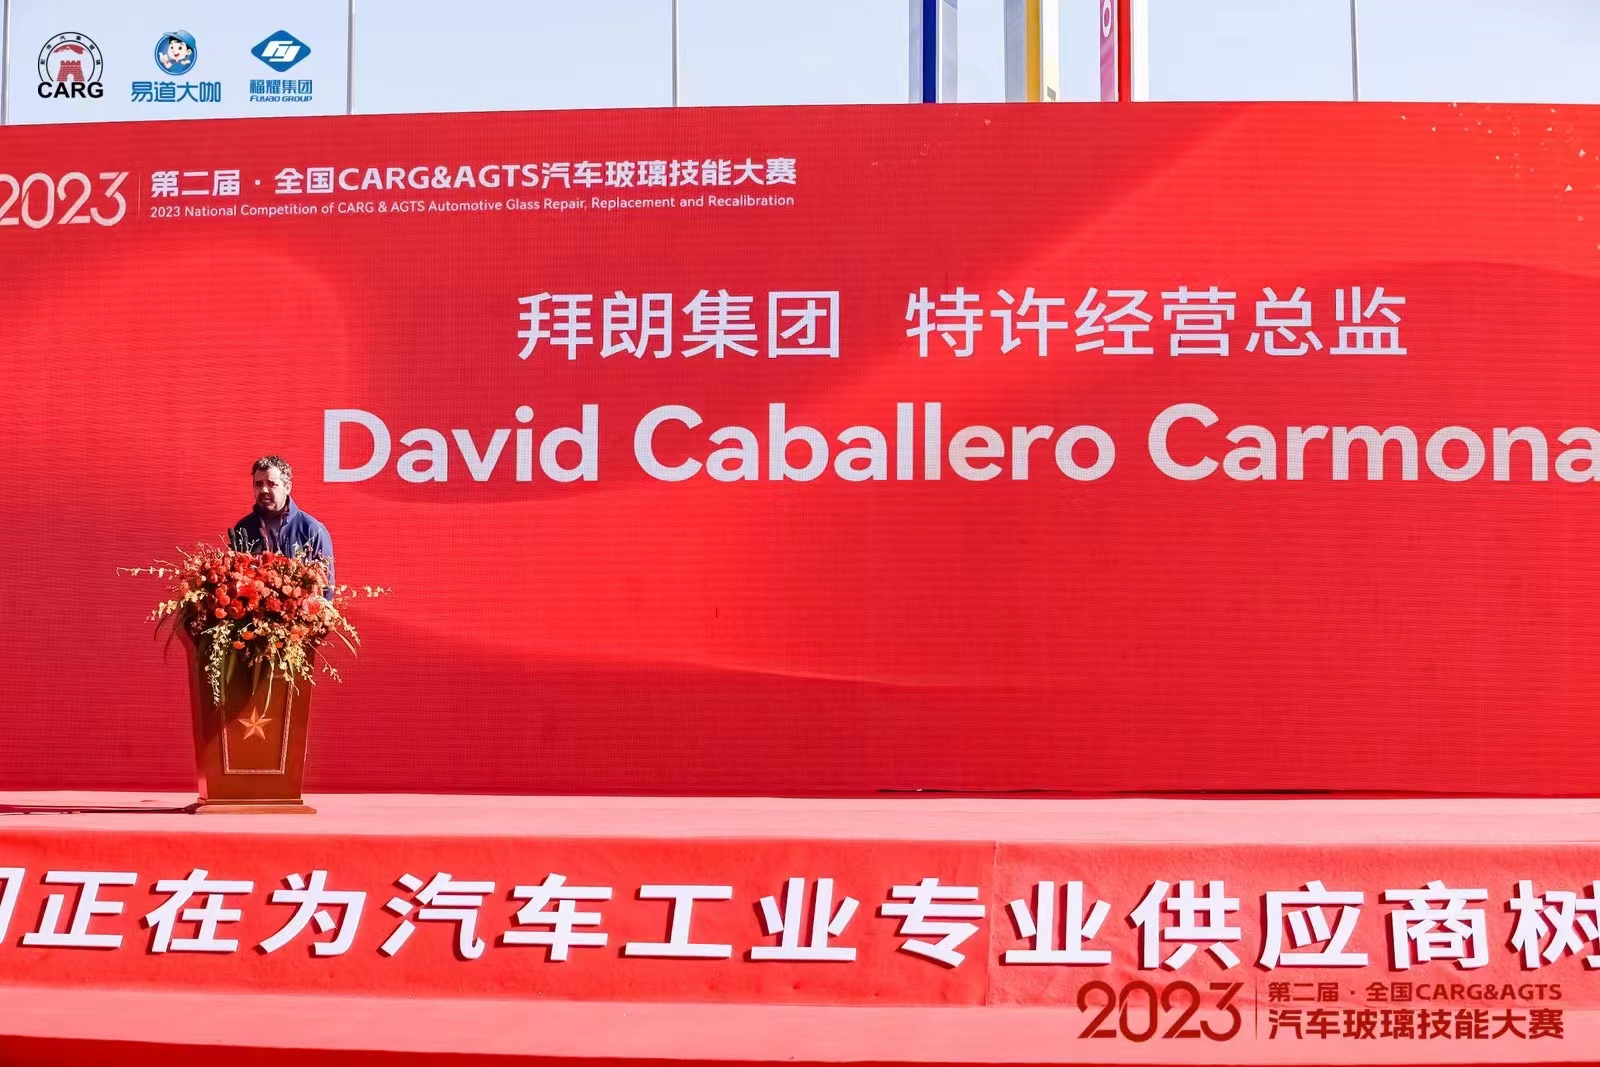 CARG
易道大咖
福耀集团
FUYAO GROUP
2023
第二届·全国CARG&AGTS汽车玻璃技能大赛
2023 National Competition of CARG & AGTS Automotive Glass Repair, Replacement and Recalibration
拜朗集团 特许经营总监
David Caballero Carmona
正在为汽车工业专业供应商树
2023
第二届·全国CARG&AGTS
汽车玻璃技能大赛